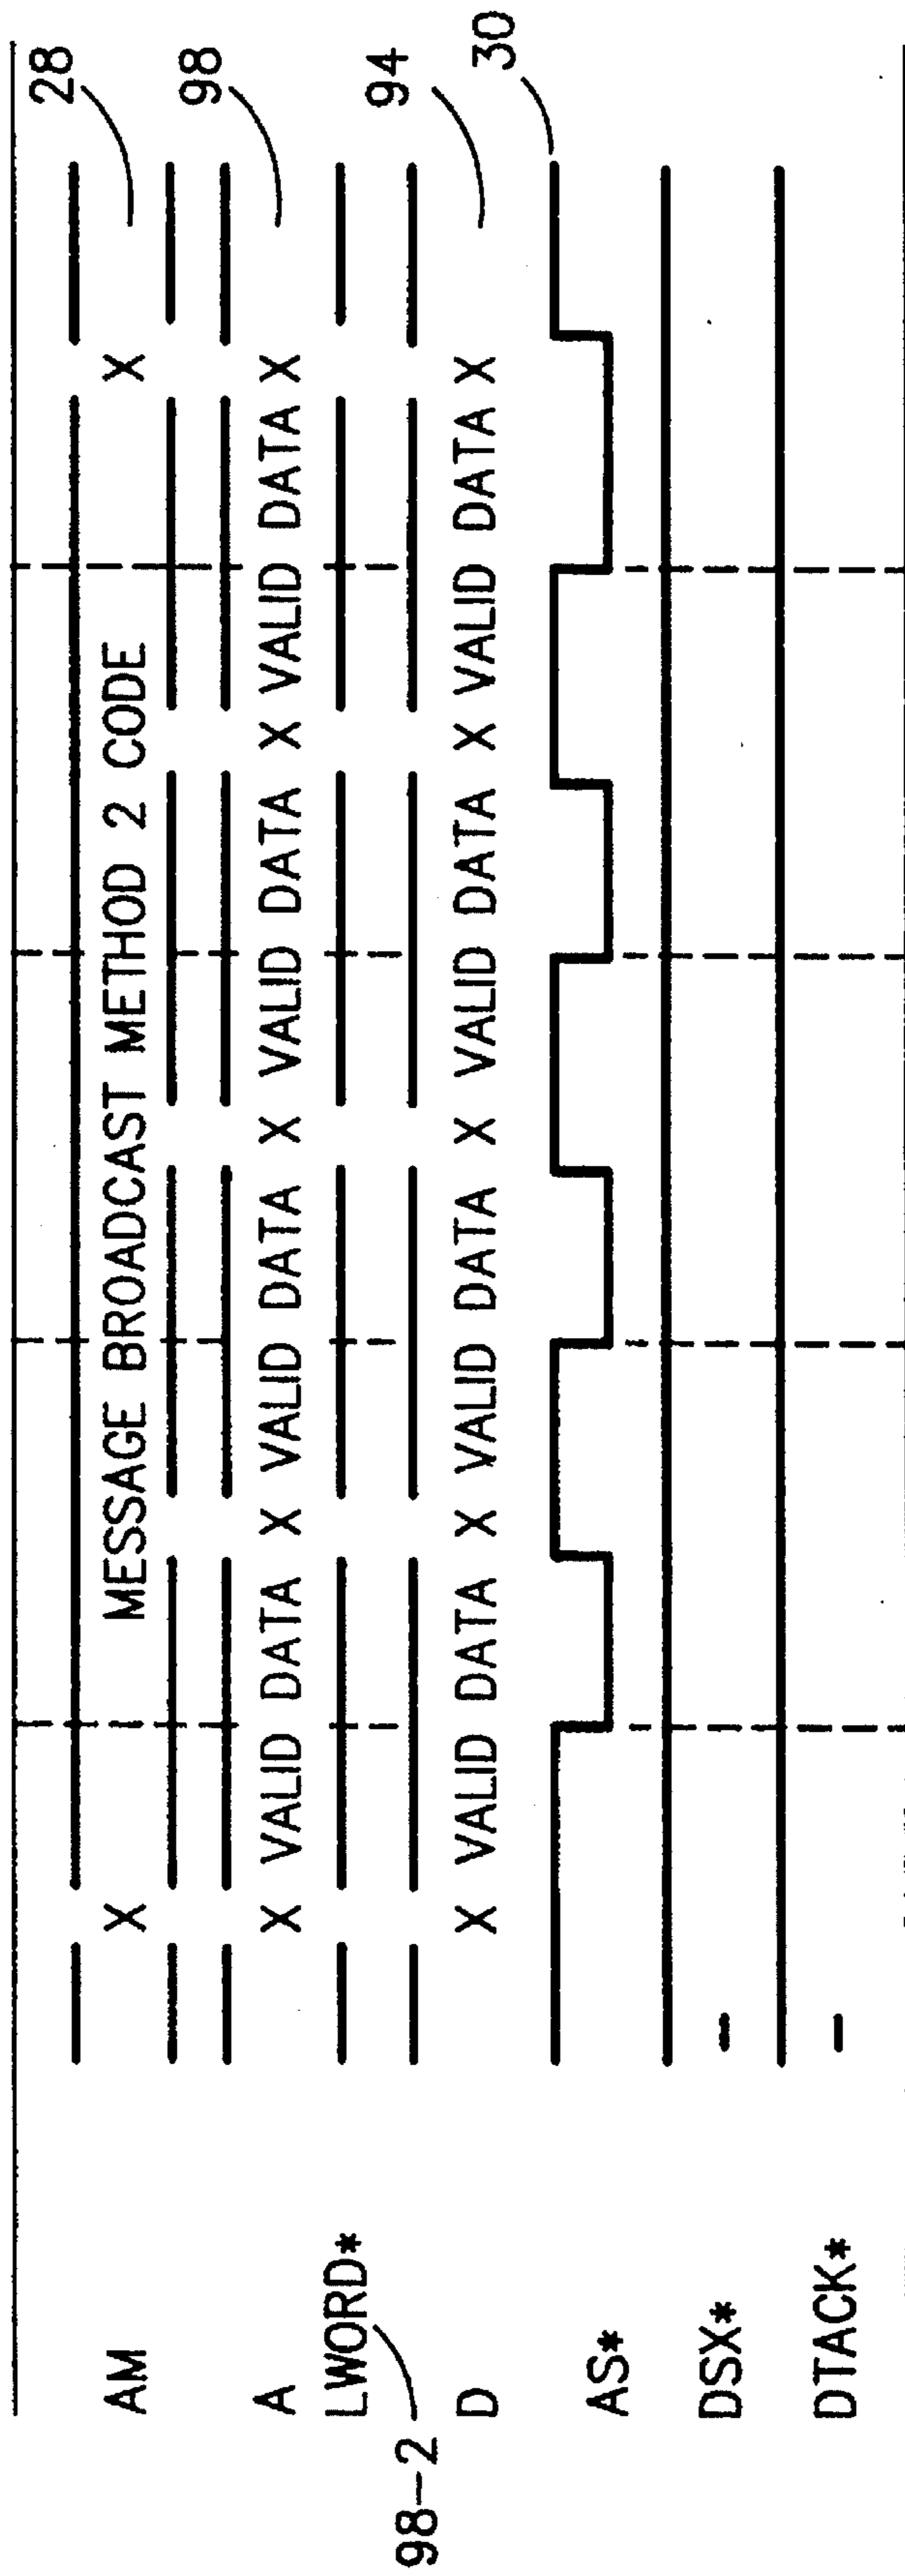 AM X MESSAGE BROADCAST METHOD 2 CODE X 28
A X VALID DATA X VALID DATA X VALID DATA X VALID DATA X 98
LWORD*
98-2
D X VALID DATA X VALID DATA X VALID DATA X VALID DATA X 94
AS* 30
DSX*
DTACK*